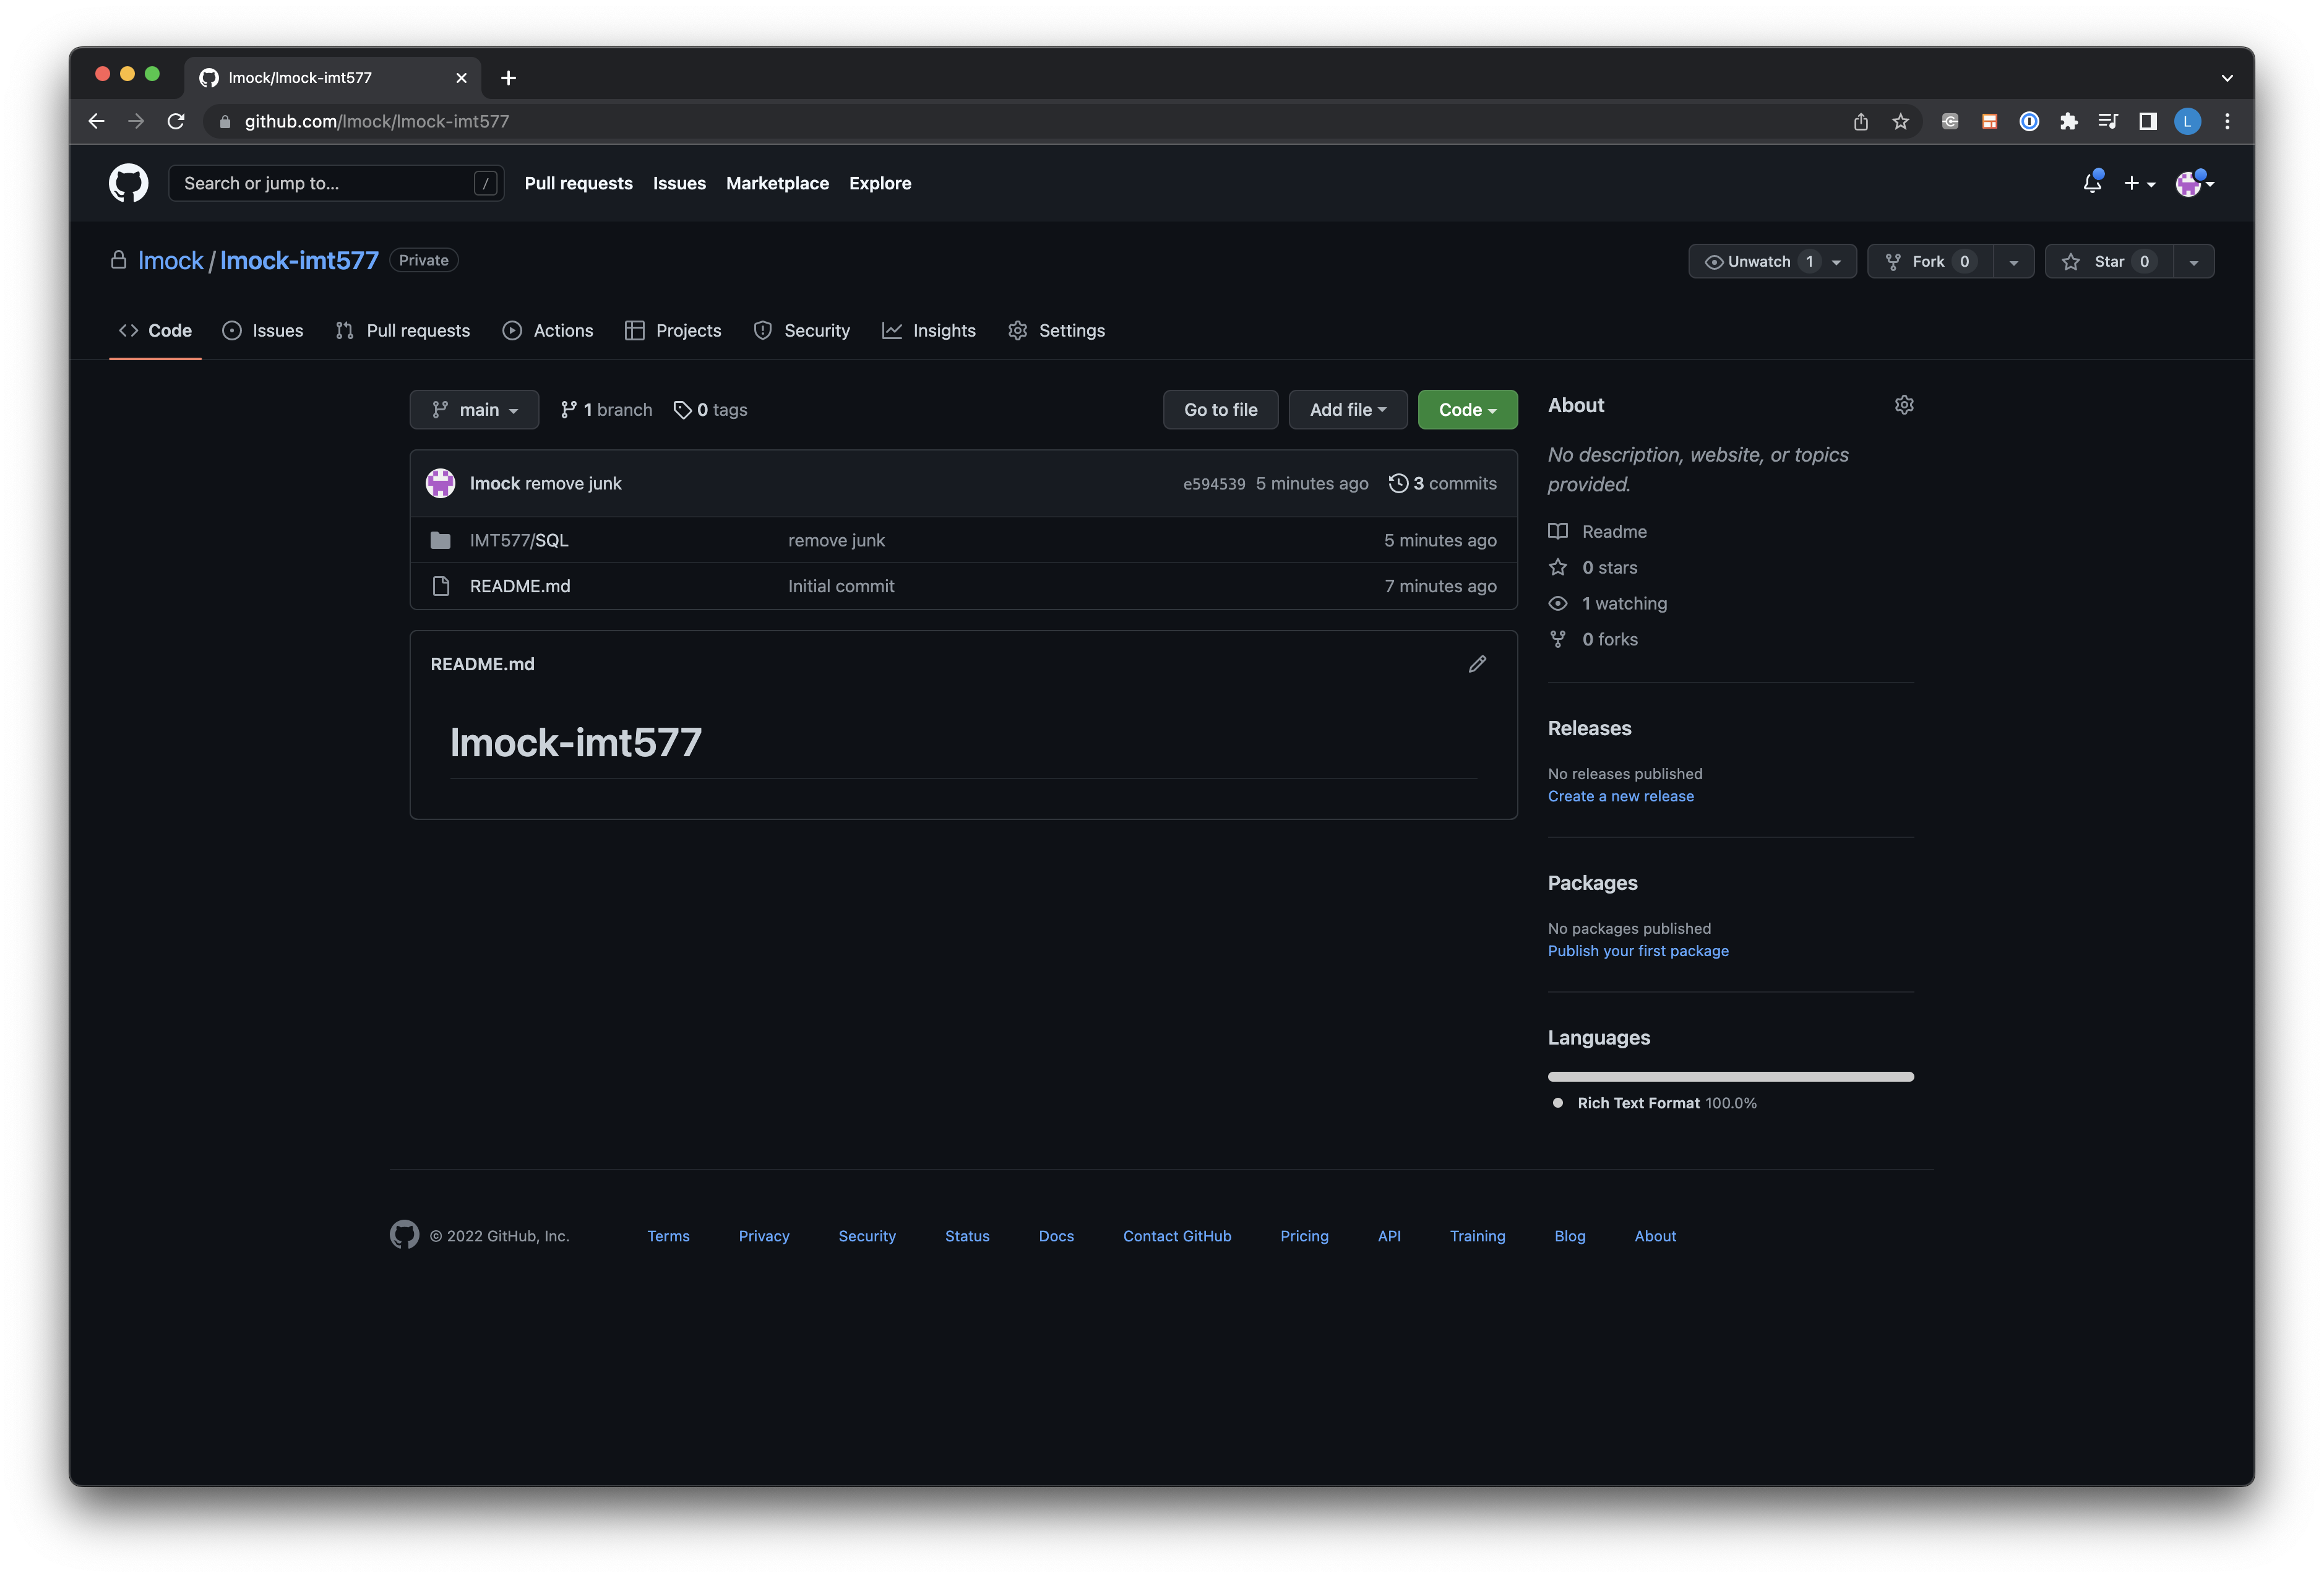 lmock/lmock-imt577
github.com/lmock/lmock-imt577
L
Search or jump to... /
Pull requests Issues Marketplace Explore
lmock / lmock-imt577 Private
Unwatch 1 Fork 0 Star 0
Code Issues Pull requests Actions Projects Security Insights Settings
main 1 branch 0 tags
Go to file Add file Code
lmock remove junk e594539 5 minutes ago 3 commits
IMT577/SQL remove junk 5 minutes ago
README.md Initial commit 7 minutes ago
README.md
lmock-imt577
About
No description, website, or topics
provided.
Readme
0 stars
1 watching
0 forks
Releases
No releases published
Create a new release
Packages
No packages published
Publish your first package
Languages
Rich Text Format 100.0%
© 2022 GitHub, Inc. Terms Privacy Security Status Docs Contact GitHub Pricing API Training Blog About